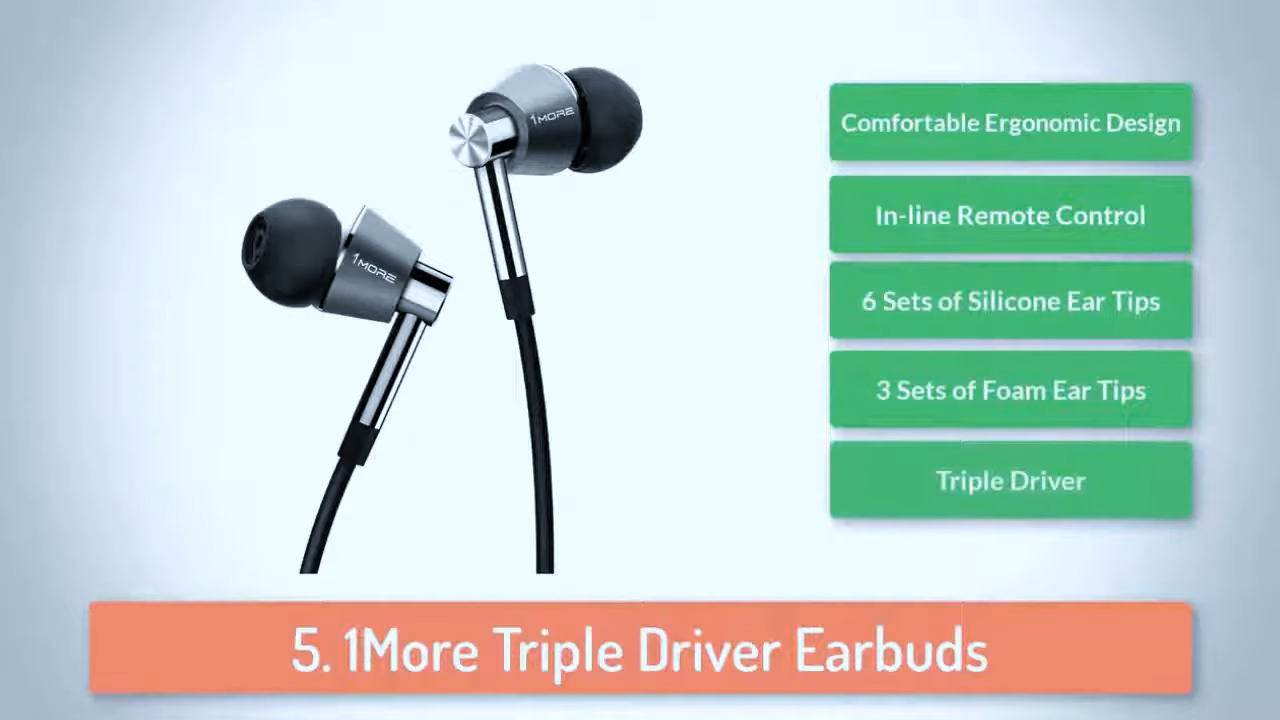 1MORE
1MORE
Comfortable Ergonomic Design
In-line Remote Control
6 Sets of Silicone Ear Tips
3 Sets of Foam Ear Tips
Triple Driver
5. 1More Triple Driver Earbuds